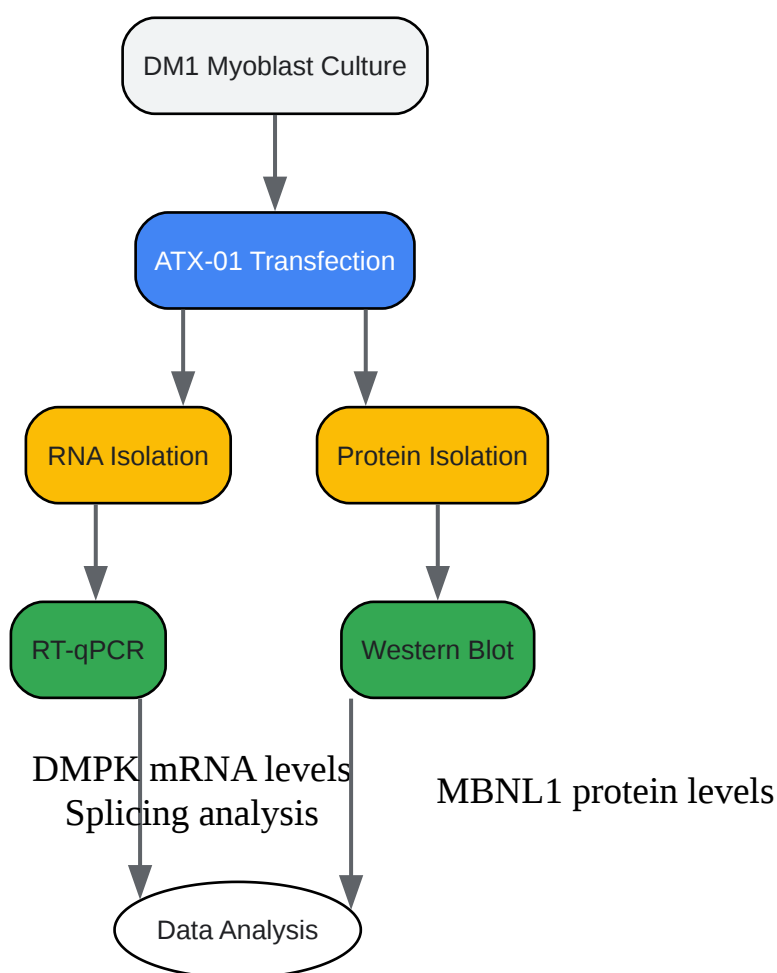 DM1 Myoblast Culture
ATX-01 Transfection
RNA Isolation
Protein Isolation
RT-qPCR
Western Blot
DMPK mRNA levels
Splicing analysis
MBNL1 protein levels
Data Analysis